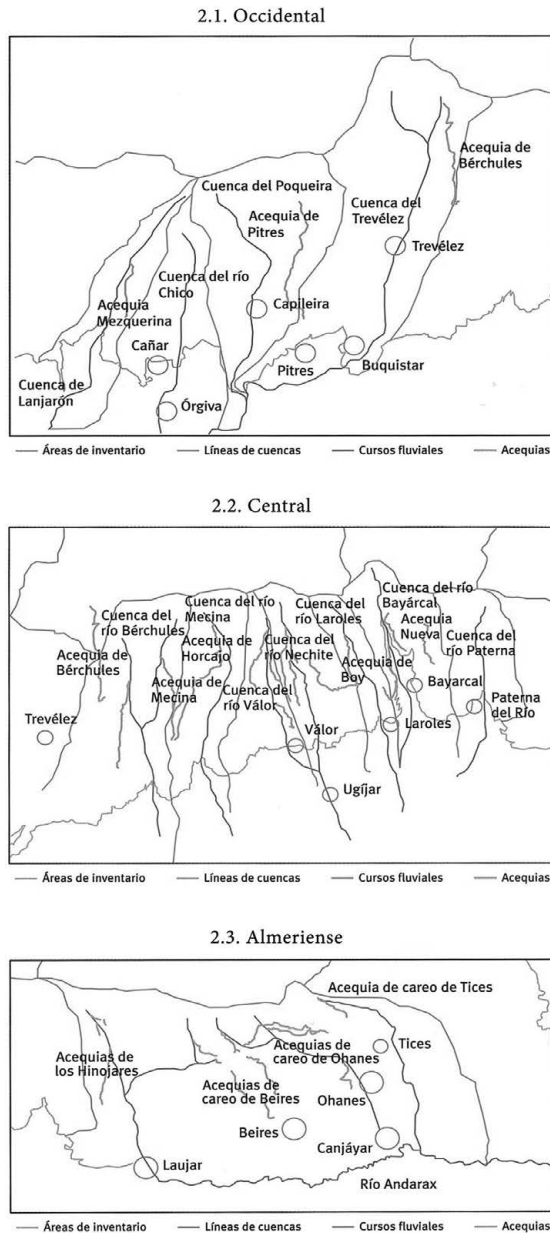 2.1. Occidental
Acequia de
Bérchules
Cuenca del Poqueira
Acequia de
Pitres
Cuenca del
Trevélez
Trevélez
Cuenca del río
Chico
Acequia
Mezquerina
Capileira
Cañar
Pitres
Buquistar
Cuenca de
Lanjarón
Órgiva
Áreas de inventario
Líneas de cuencas
Cursos fluviales
Acequias
2.2. Central
Cuenca del
río Bérchules
Cuenca del río
Mecina
Cuenca del
río Laroles
Cuenca del río
Bayárcal
Acequia
Nueva
Cuenca del
río Paterna
Acequia de
Bérchules
Acequia de
Horcajo
Cuenca del
río Nechite
Acequia de
Mecina
Cuenca del
río Válor
Acequia de
Boy
Bayarcal
Paterna
del Río
Trevélez
Válor
Laroles
Ugíjar
Áreas de inventario
Líneas de cuencas
Cursos fluviales
Acequias
2.3. Almeriense
Acequia de careo de Tices
Acequias de
los Hinojares
Acequias de
careo de Ohanes
Tices
Acequias de
careo de Beires
Ohanes
Beires
Canjáyar
Laujar
Río Andarax
Áreas de inventario
Líneas de cuencas
Cursos fluviales
Acequias